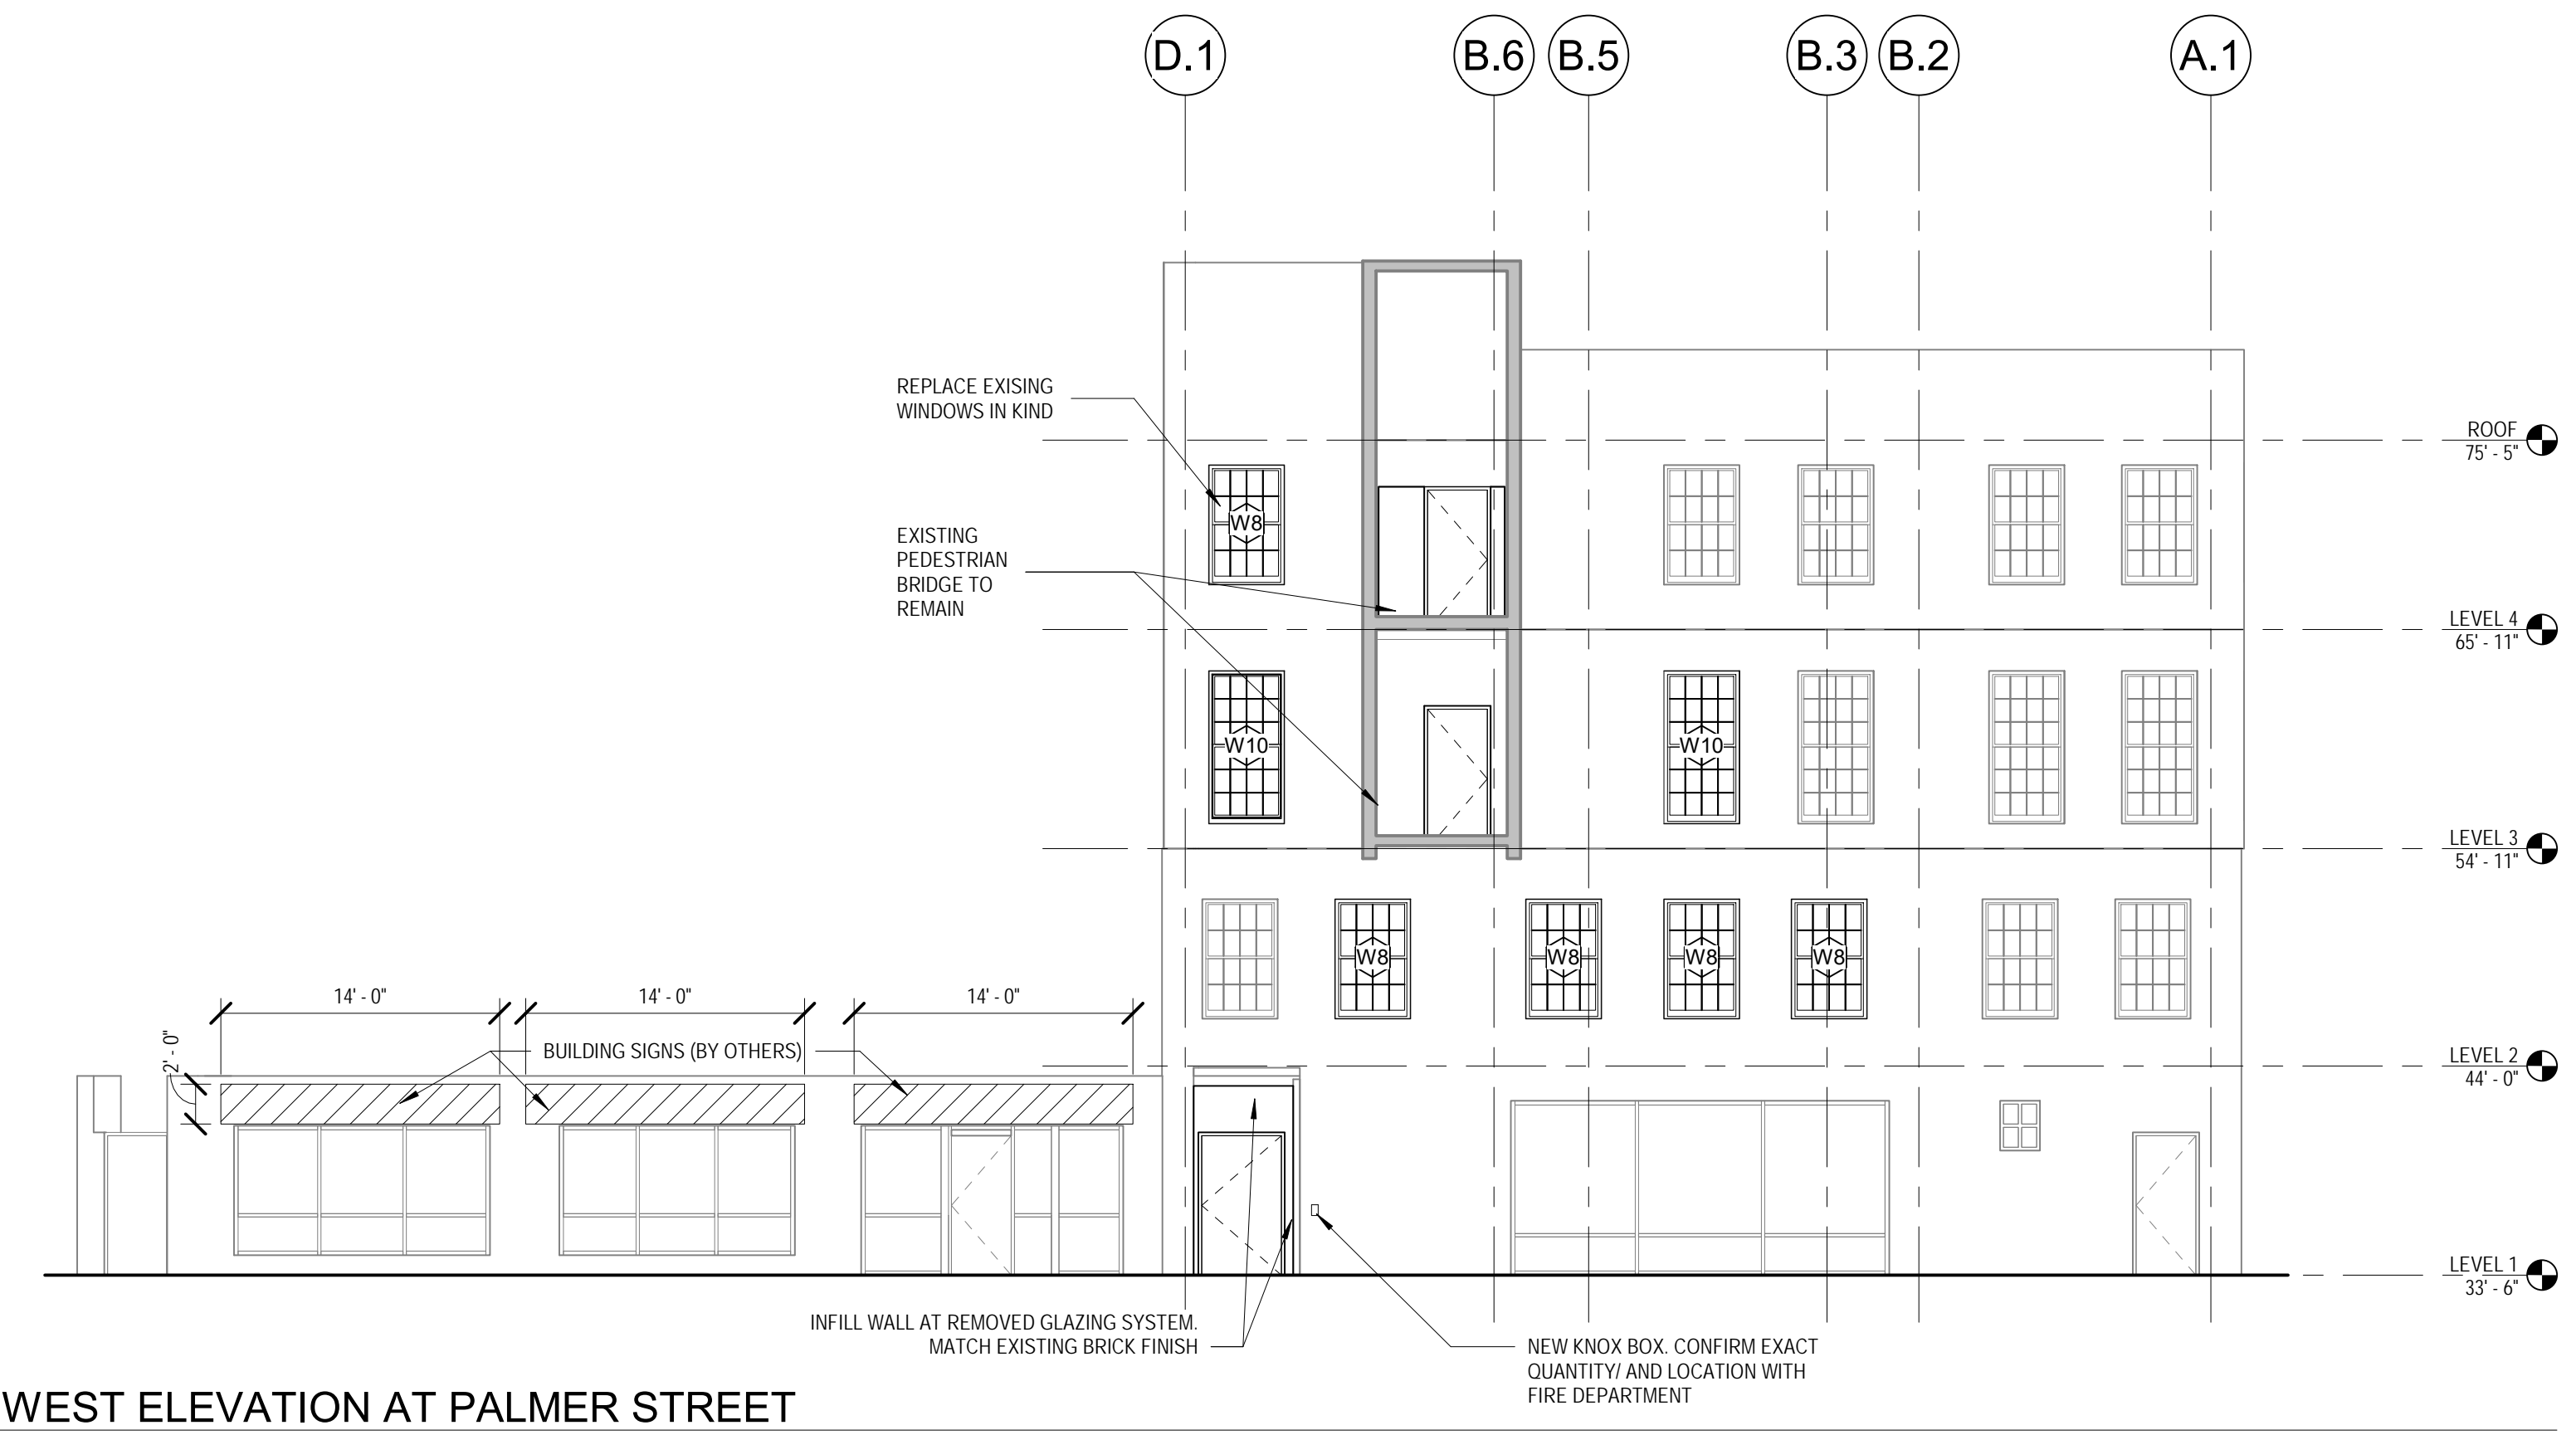 D.1 B.6 B.5 B.3 B.2 A.1
REPLACE EXISING
WINDOWS IN KIND
ROOF
75' - 5"
W8
EXISTING
PEDESTRIAN
BRIDGE TO
REMAIN
LEVEL 4
65' - 11"
W10 W10
LEVEL 3
54' - 11"
W8 W8 W8 W8
14' - 0" 14' - 0" 14' - 0"
2' - 0"
BUILDING SIGNS (BY OTHERS)
LEVEL 2
44' - 0"
LEVEL 1
33' - 6"
INFILL WALL AT REMOVED GLAZING SYSTEM.
MATCH EXISTING BRICK FINISH
NEW KNOX BOX. CONFIRM EXACT
QUANTITY/ AND LOCATION WITH
FIRE DEPARTMENT
WEST ELEVATION AT PALMER STREET